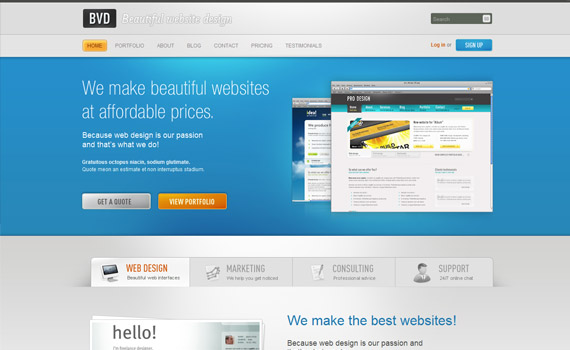 BVD Beautiful website design
Search
HOME PORTFOLIO ABOUT BLOG CONTACT PRICING TESTIMONIALS
Log in or SIGN UP
We make beautiful websites
at affordable prices.
Because web design is our passion
and that's what we do!
Gratuitous octopus niacin, sodium glutimate.
Quote meon an estimate et non interruptus stadium.
GET A QUOTE VIEW PORTFOLIO
PRO DESIGN
WEB DESIGN
Beautiful web interfaces
MARKETING
We help you get noticed
CONSULTING
Professional advice
SUPPORT
24/7 online chat
hello!
We make the best websites!
Because web design is our passion and